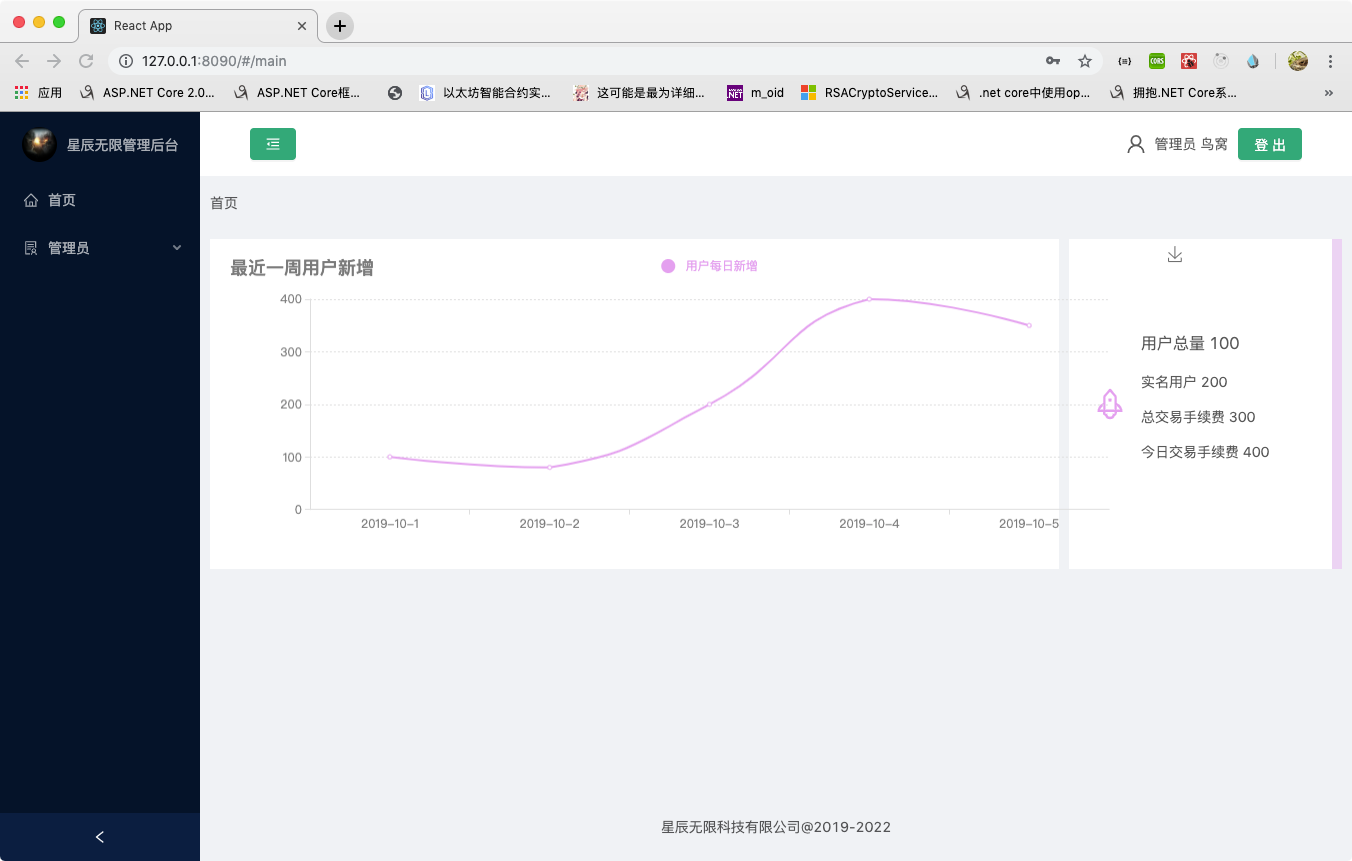 React App
127.0.0.1:8090/#/main
应用 ASP.NET Core 2.0... ASP.NET Core框... 以太坊智能合约实... 这可能是最为详细... m_oid RSACryptoService... .net core中使用op... 拥抱.NET Core系... »
星辰无限管理后台
管理员 鸟窝 登出
首页
管理员
首页
最近一周用户新增
用户每日新增
400
300
200
100
0
2019-10-1 2019-10-2 2019-10-3 2019-10-4 2019-10-5
用户总量 100
实名用户 200
总交易手续费 300
今日交易手续费 400
星辰无限科技有限公司@2019-2022